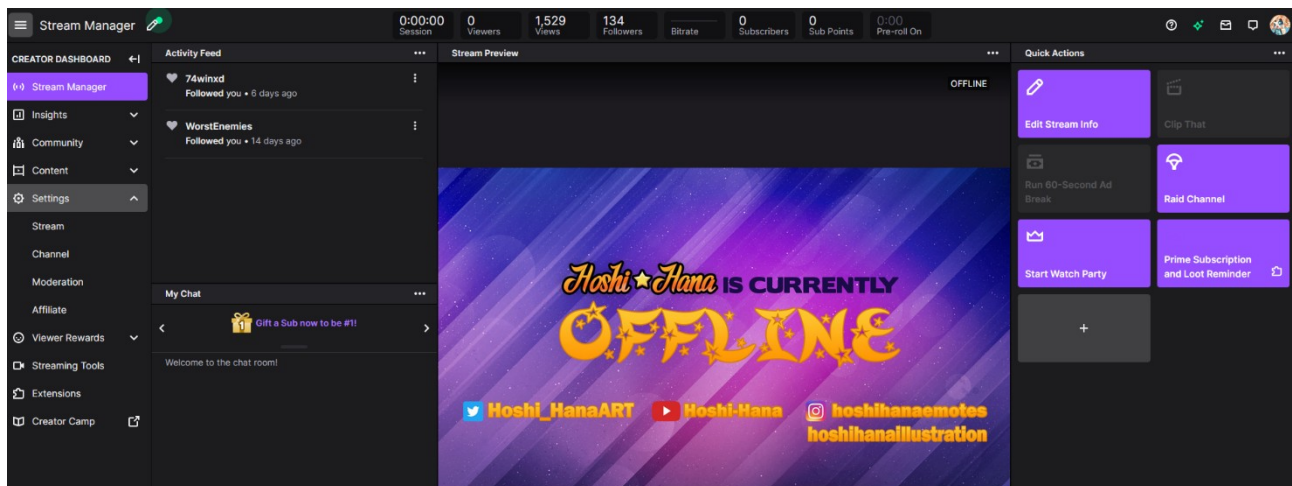 Stream Manager
0:00:00
Session
0
Viewers
1,529
Views
134
Followers
Bitrate
0
Subscribers
0
Sub Points
0:00
Pre-roll On
CREATOR DASHBOARD
Stream Manager
Insights
Community
Content
Settings
Stream
Channel
Moderation
Affiliate
Viewer Rewards
Streaming Tools
Extensions
Creator Camp
Activity Feed
74winxd
Followed you • 6 days ago
WorstEnemies
Followed you • 14 days ago
My Chat
1
Gift a Sub now to be #1!
Welcome to the chat room!
Stream Preview
OFFLINE
Hoshi Hana IS CURRENTLY
OFFLINE
Hoshi_HanaART
Hoshi-Hana
hoshihanaemotes
hoshihanaillustration
Quick Actions
Edit Stream Info
Clip That
Run 60-Second Ad
Break
Raid Channel
Start Watch Party
Prime Subscription
and Loot Reminder
+